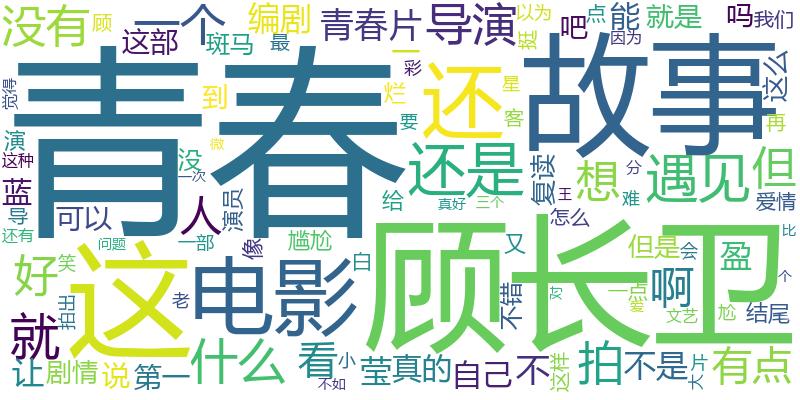 没有
顾
一个
编剧
青春片
导演
以为
点
能
就是
吗
我们
这部
斑马
最
一
挺
吧
因为
这么
觉得
青春
故事
彩
到
烂
还
星
客
再
演
这种
没
要
还是
复读
想
遇见
但
一次
微
分
蓝
导
可以
人
演员
给
真好
三个
王
难
爱情
还有
问题
一部
像
尴尬
怎么
但是
会
比
好
笑
这
电影
白
又
顾长卫
盈
个
老
不错
对
一点
爱
啊
文艺
尬
结尾
就
拍出
让
剧情
说
第一
什么
看
小
不如
莹
真的
自己
不
这样
拍
不是
大斗
有点